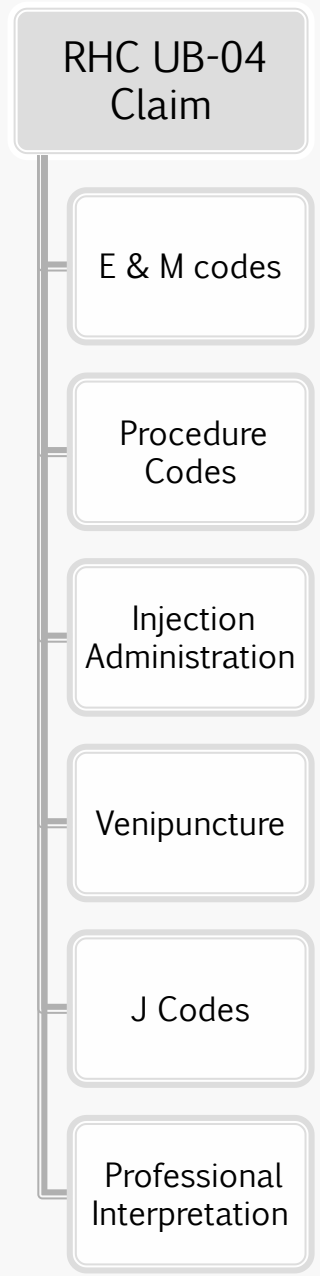 RHC UB-04
Claim
E & M codes
Procedure
Codes
Injection
Administration
Venipuncture
J Codes
Professional
Interpretation